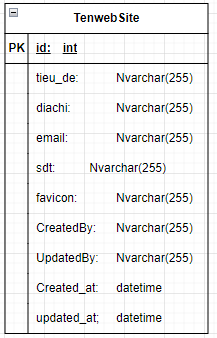 TenwebSite
PK id: int
tieu_de: Nvarchar(255)
diachi: Nvarchar(255)
email: Nvarchar(255)
sdt: Nvarchar(255)
favicon: Nvarchar(255)
CreatedBy: Nvarchar(255)
UpdatedBy: Nvarchar(255)
Created_at: datetime
updated_at; datetime